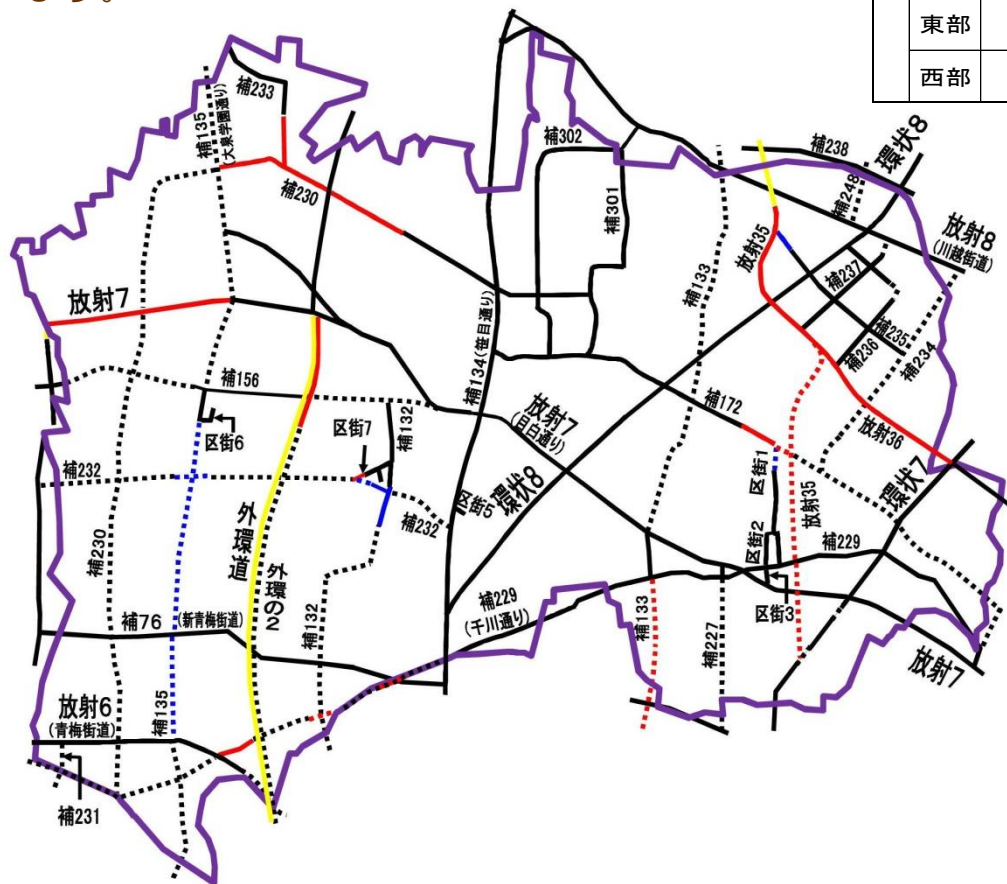 ます。
東部
西部
補233
補135
(大泉学園通り)
補302
補238
環状8
補230
補301
補248
放射35
放射8
(川越街道)
補133
補237
放射7
補134(笹目通り)
補235
補236
補234
補156
放射7
(目白通り)
補172
区街6
区街7
補132
放射36
補232
区街1
環状7
区街5
環状8
補232
放射35
外環道
補230
区街2
補229
外環の2
補229
(千川通り)
補76
(新青梅街道)
補132
補133
区街3
補227
放射7
放射6
(青梅街道)
補135
補231